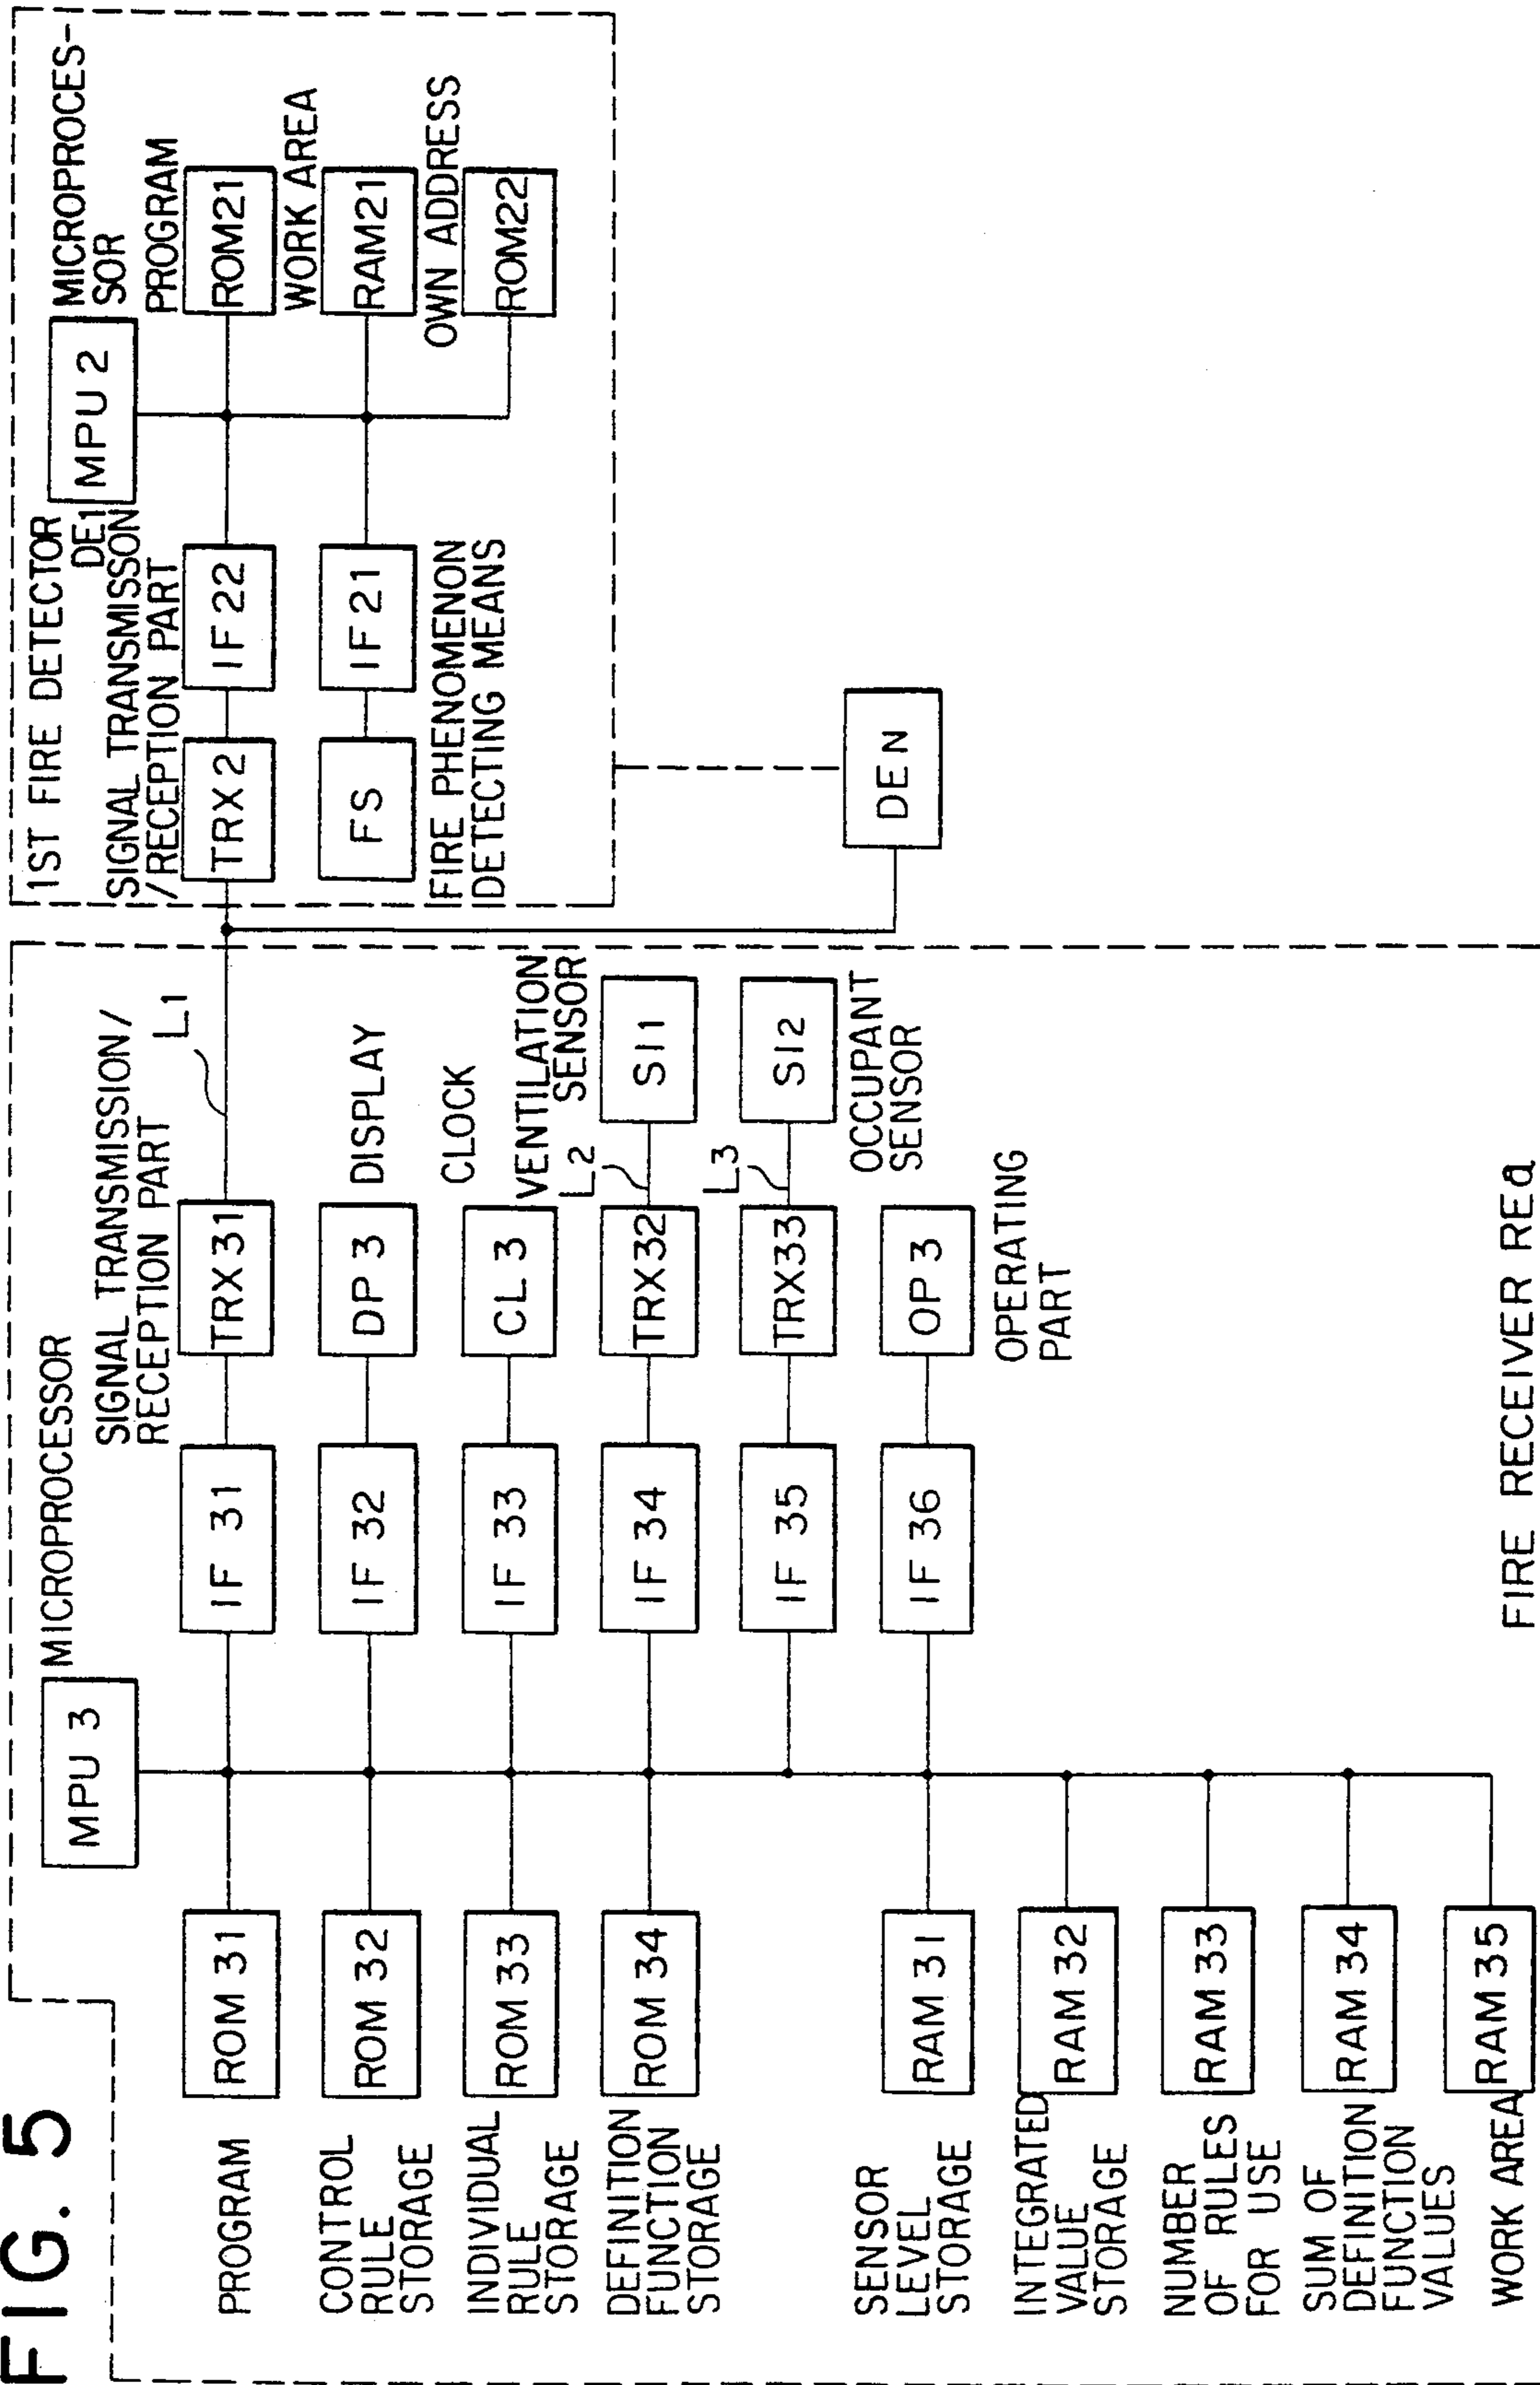 FIG. 5
MPU 3
MICROPROCESSOR
PROGRAM
ROM 31
IF 31
SIGNAL TRANSMISSION/
RECEPTION PART
TRX 31
L1
CONTROL
RULE
STORAGE
ROM 32
IF 32
DP 3
DISPLAY
INDIVIDUAL
RULE
STORAGE
ROM 33
IF 33
CL 3
CLOCK
DEFINITION
FUNCTION
STORAGE
ROM 34
IF 34
TRX32
L2
VENTILATION
SENSOR
SI1
IF 35
TRX33
L3
SI2
OCCUPANT
SENSOR
SENSOR
LEVEL
STORAGE
RAM 31
IF 36
OP 3
OPERATING
PART
INTEGRATED
VALUE
STORAGE
RAM 32
NUMBER
OF RULES
FOR USE
RAM 33
SUM OF
DEFINITION
FUNCTION
VALUES
RAM 34
WORK AREA
RAM 35
FIRE RECEIVER REa
1ST FIRE DETECTOR
DE1
MPU 2
MICROPROCES-
SOR
SIGNAL TRANSMISSON
/RECEPTION PART
TRX2
IF 22
PROGRAM
ROM21
FS
IF 21
WORK AREA
RAM21
FIRE PHENOMENON
DETECTING MEANS
OWN ADDRESS
ROM22
DE N